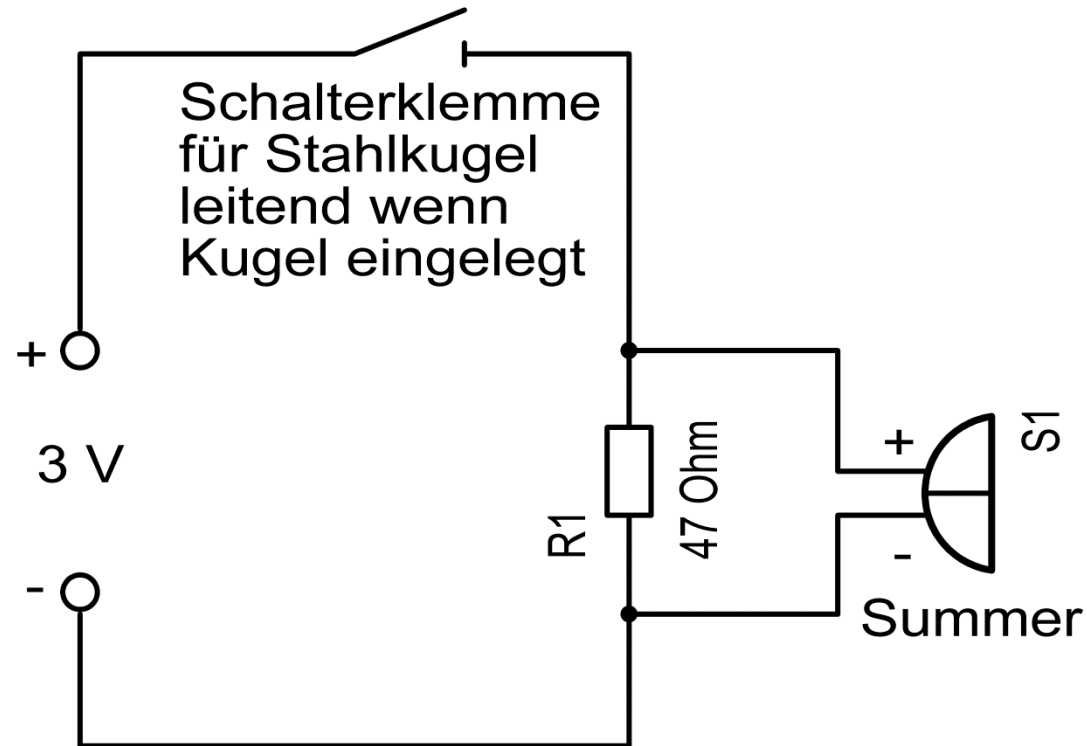 Schalterklemme
für Stahlkugel
leitend wenn
Kugel eingelegt
+
3 V
-
R1
47 Ohm
+
-
S1
Summer